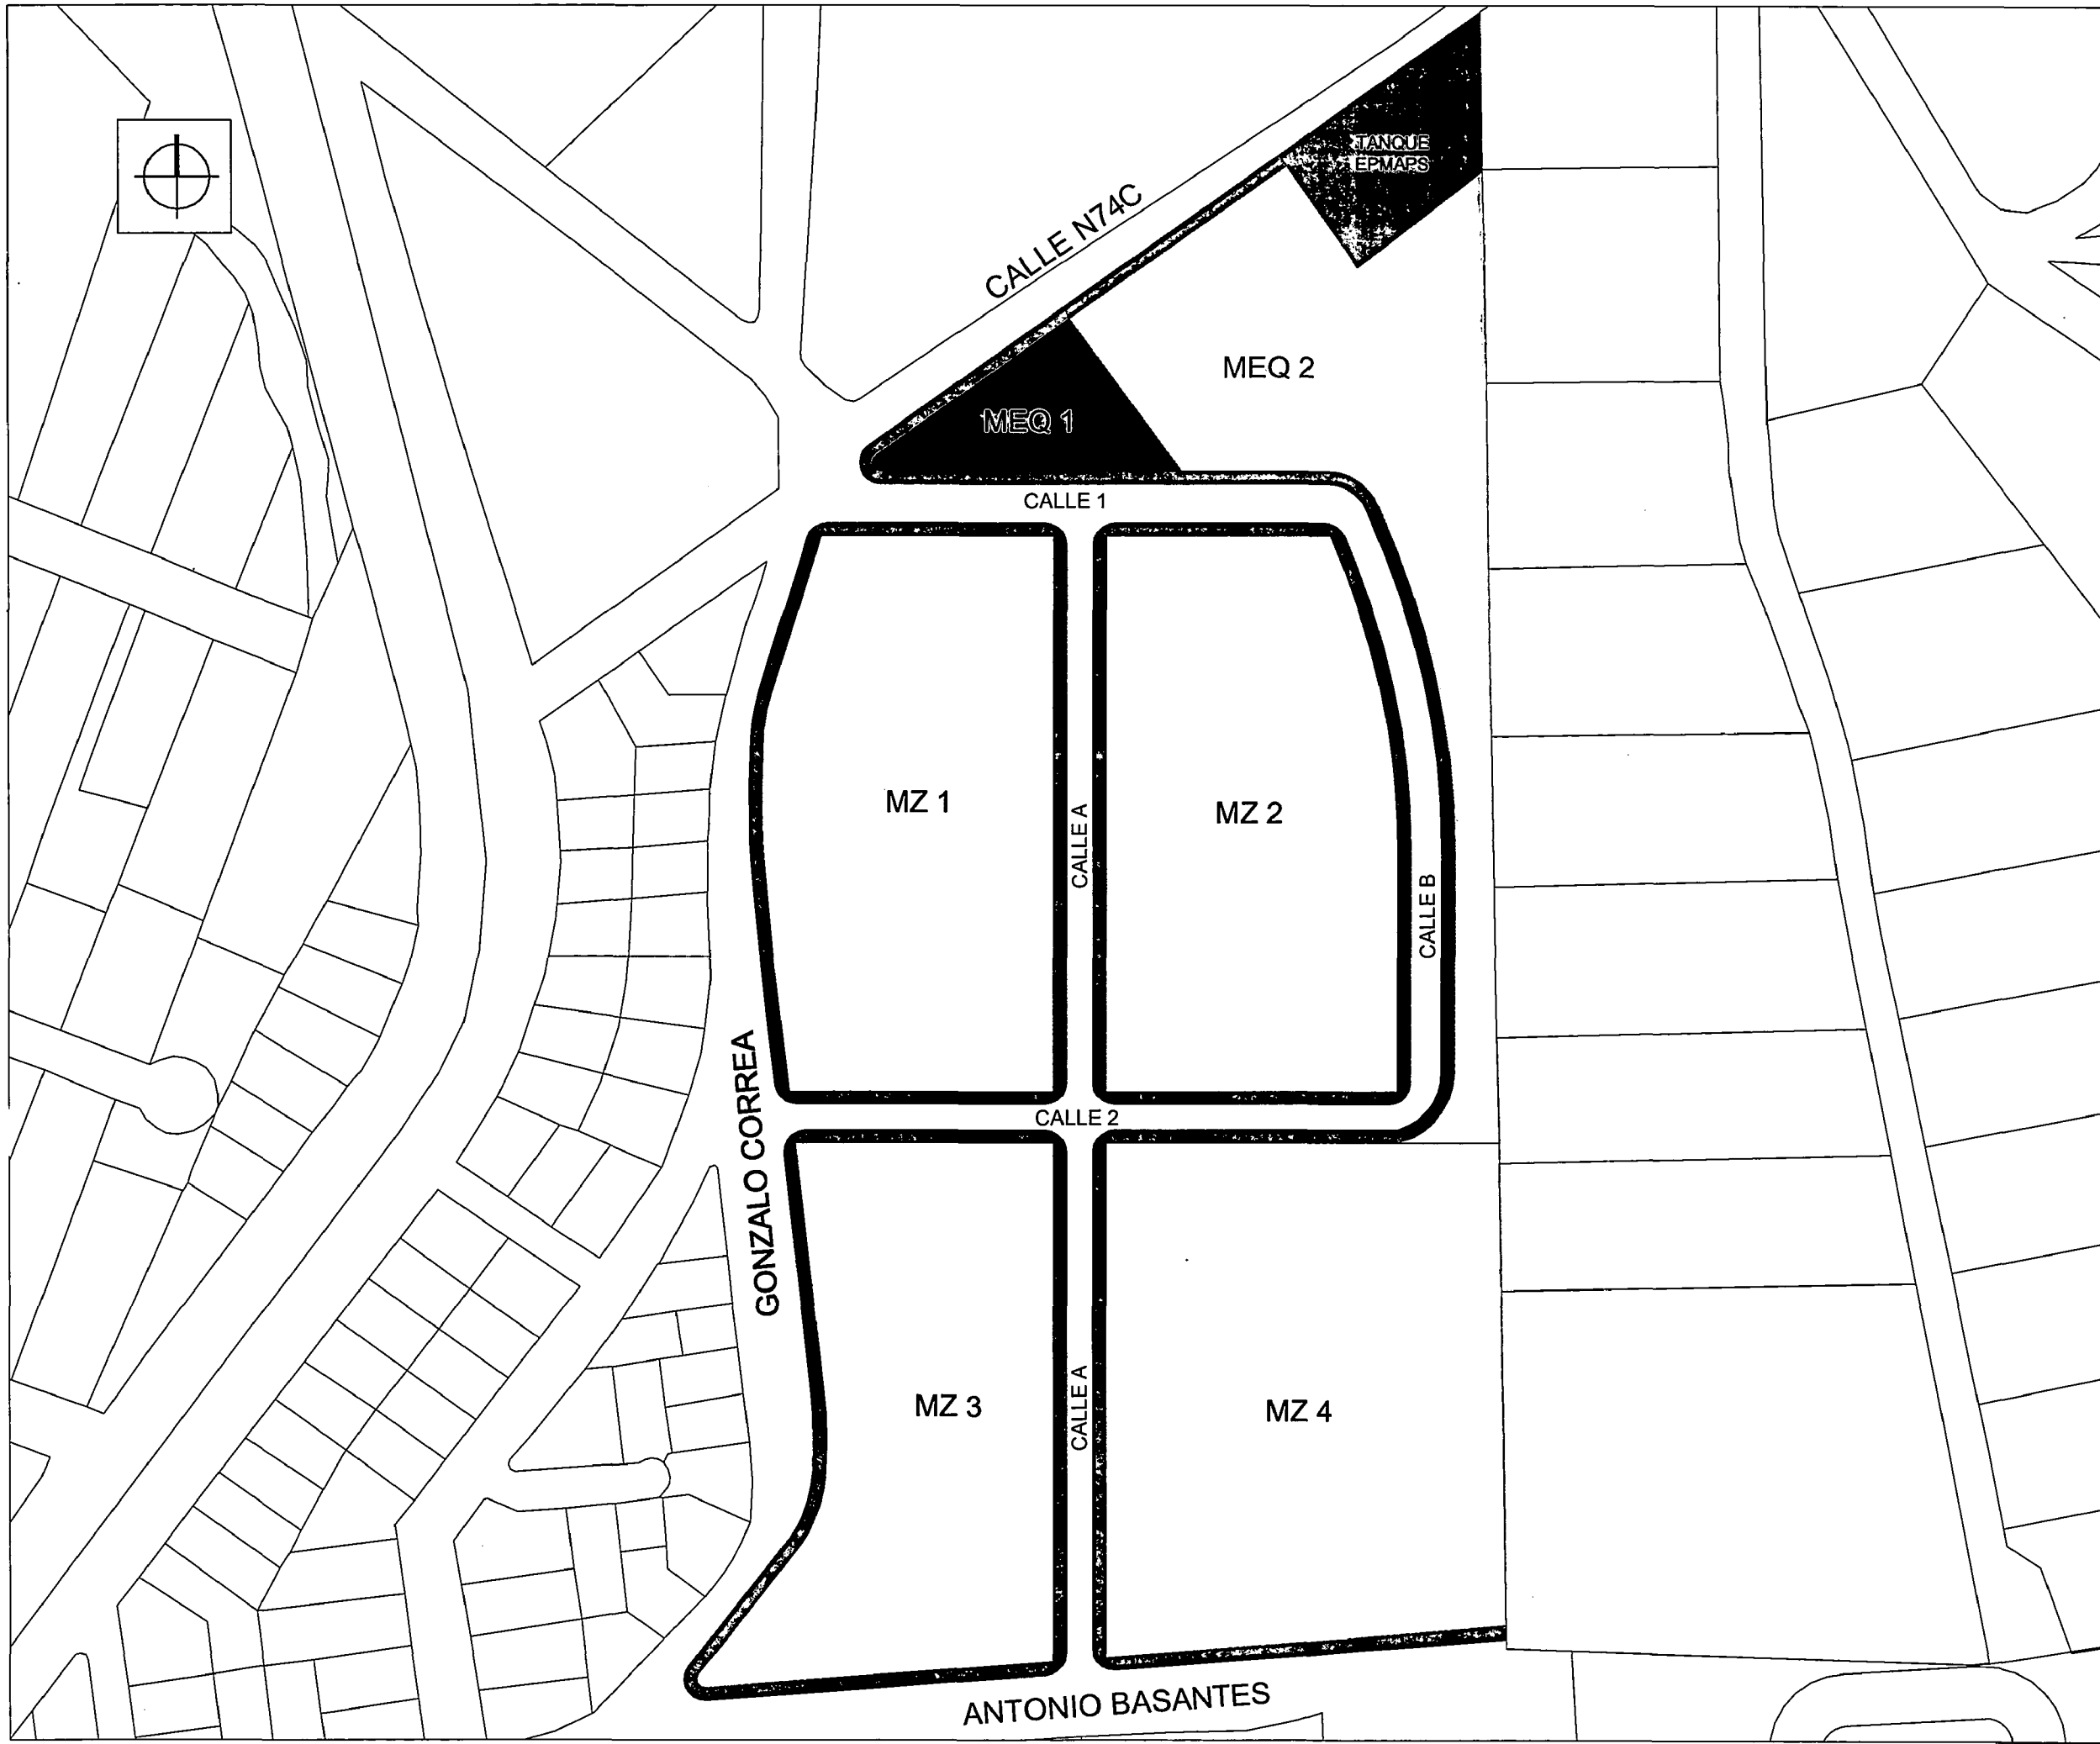 TANQUE
EPMAPS
CALLE N74C
MEQ 2
MEQ 1
CALLE 1
MZ 1
MZ 2
CALLE A
CALLE B
GONZALO CORREA
CALLE 2
MZ 3
MZ 4
CALLE A
ANTONIO BASANTES